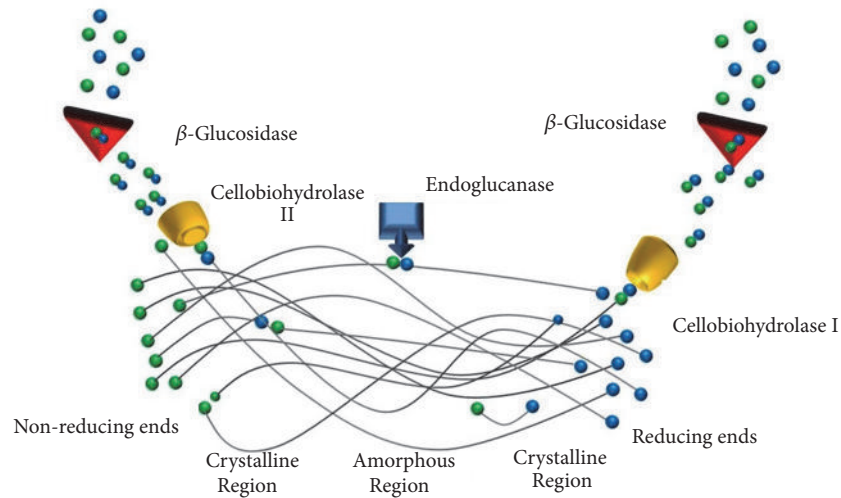 β-Glucosidase
β-Glucosidase
Cellobiohydrolase
II
Endoglucanase
Cellobiohydrolase I
Non-reducing ends
Reducing ends
Crystalline
Region
Amorphous
Region
Crystalline
Region